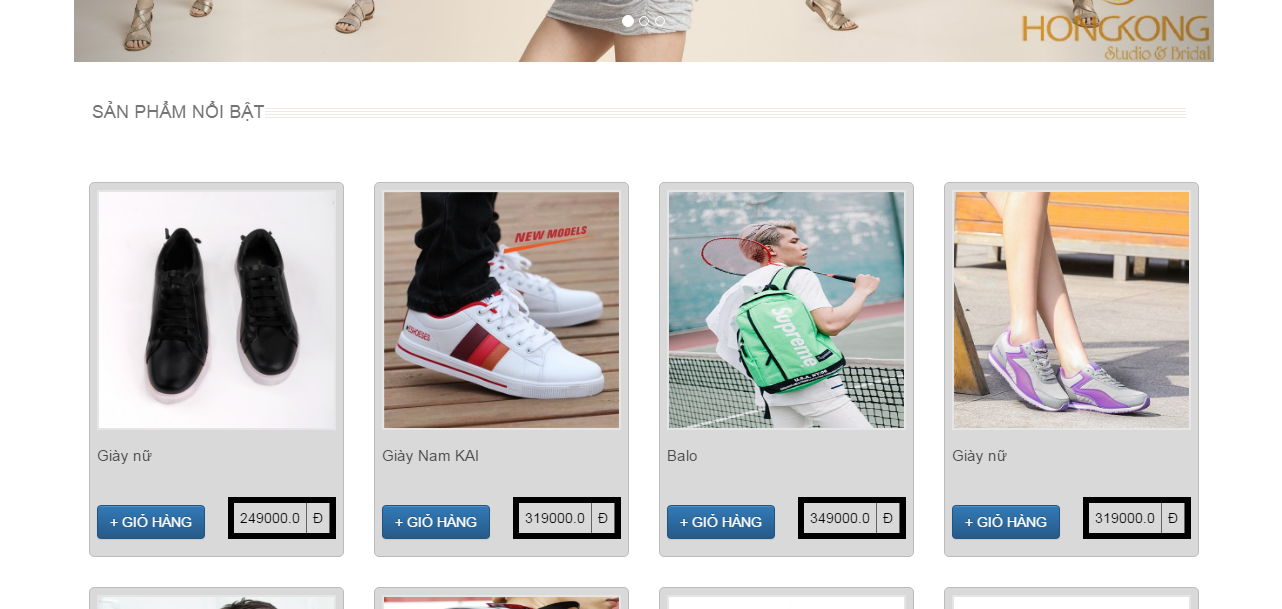 HONGKONG
Studio & Bridal
SẢN PHẨM NỔI BẬT
NEW MODELS
Supreme
Giày nữ
Giày Nam KAI
Balo
Giày nữ
+ GIỎ HÀNG
249000.0 Đ
+ GIỎ HÀNG
319000.0 Đ
+ GIỎ HÀNG
349000.0 Đ
+ GIỎ HÀNG
319000.0 Đ